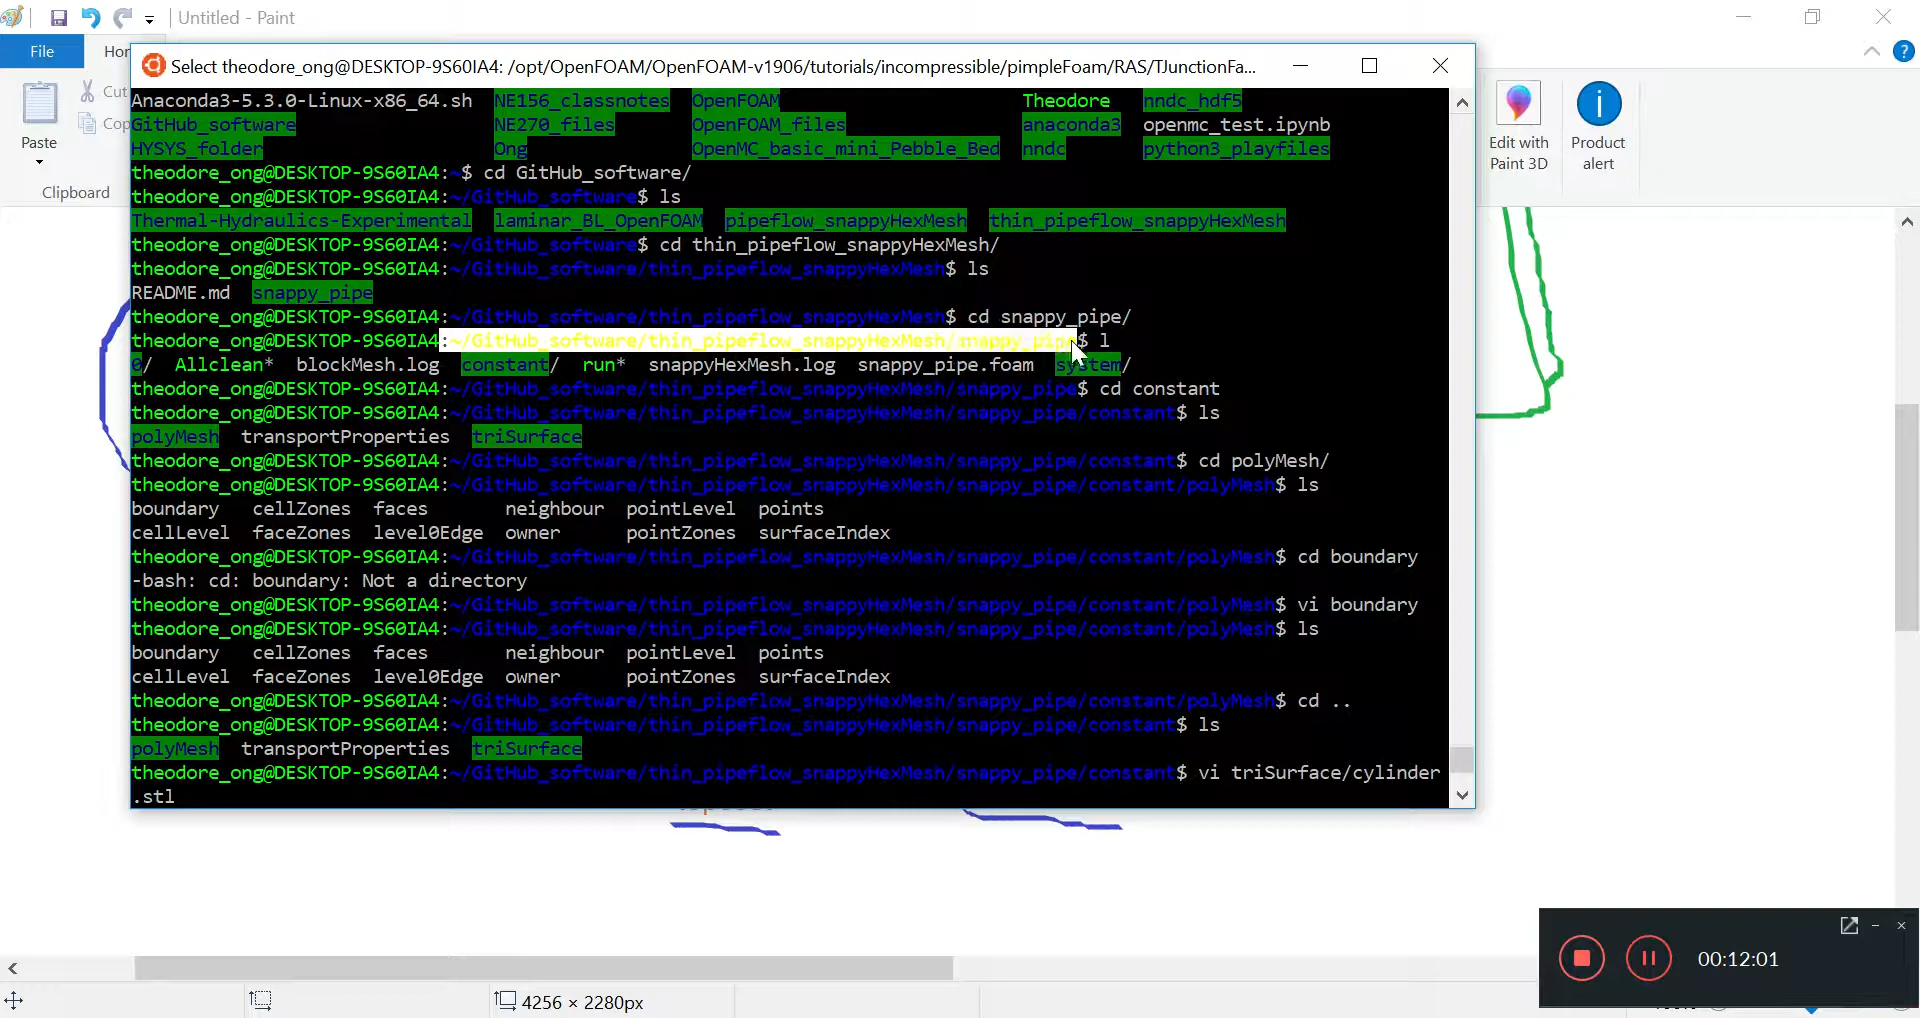 Untitled - Paint
File
Hor
Cut
Cop
Paste
Clipboard
Edit with
Paint 3D
Product
alert
Select theodore_ong@DESKTOP-9S60IA4: /opt/OpenFOAM/OpenFOAM-v1906/tutorials/incompressible/pimpleFoam/RAS/TJunctionFa...
Anaconda3-5.3.0-Linux-x86_64.sh NE156_classnotes OpenFOAM Theodore nndc_hdf5
GitHub_software NE270_files OpenFOAM_files anaconda3 openmc_test.ipynb
HYSYS_folder Ong OpenMC_basic_mini_Pebble_Bed nndc python3_playfiles
theodore_ong@DESKTOP-9S60IA4:~$ cd GitHub_software/
theodore_ong@DESKTOP-9S60IA4:~/GitHub_software$ ls
Thermal-Hydraulics-Experimental laminar_BL_OpenFOAM pipeflow_snappyHexMesh thin_pipeflow_snappyHexMesh
theodore_ong@DESKTOP-9S60IA4:~/GitHub_software$ cd thin_pipeflow_snappyHexMesh/
theodore_ong@DESKTOP-9S60IA4:~/GitHub_software/thin_pipeflow_snappyHexMesh$ ls
README.md snappy_pipe
theodore_ong@DESKTOP-9S60IA4:~/GitHub_software/thin_pipeflow_snappyHexMesh$ cd snappy_pipe/
theodore_ong@DESKTOP-9S60IA4:~/GitHub_software/thin_pipeflow_snappyHexMesh/snappy_pipe$ l
0/ Allclean* blockMesh.log constant/ run* snappyHexMesh.log snappy_pipe.foam system/
theodore_ong@DESKTOP-9S60IA4:~/GitHub_software/thin_pipeflow_snappyHexMesh/snappy_pipe$ cd constant
theodore_ong@DESKTOP-9S60IA4:~/GitHub_software/thin_pipeflow_snappyHexMesh/snappy_pipe/constant$ ls
polyMesh transportProperties triSurface
theodore_ong@DESKTOP-9S60IA4:~/GitHub_software/thin_pipeflow_snappyHexMesh/snappy_pipe/constant$ cd polyMesh/
theodore_ong@DESKTOP-9S60IA4:~/GitHub_software/thin_pipeflow_snappyHexMesh/snappy_pipe/constant/polyMesh$ ls
boundary cellZones faces neighbour pointLevel points
cellLevel faceZones level0Edge owner pointZones surfaceIndex
theodore_ong@DESKTOP-9S60IA4:~/GitHub_software/thin_pipeflow_snappyHexMesh/snappy_pipe/constant/polyMesh$ cd boundary
-bash: cd: boundary: Not a directory
theodore_ong@DESKTOP-9S60IA4:~/GitHub_software/thin_pipeflow_snappyHexMesh/snappy_pipe/constant/polyMesh$ vi boundary
theodore_ong@DESKTOP-9S60IA4:~/GitHub_software/thin_pipeflow_snappyHexMesh/snappy_pipe/constant/polyMesh$ ls
boundary cellZones faces neighbour pointLevel points
cellLevel faceZones level0Edge owner pointZones surfaceIndex
theodore_ong@DESKTOP-9S60IA4:~/GitHub_software/thin_pipeflow_snappyHexMesh/snappy_pipe/constant/polyMesh$ cd ..
theodore_ong@DESKTOP-9S60IA4:~/GitHub_software/thin_pipeflow_snappyHexMesh/snappy_pipe/constant$ ls
polyMesh transportProperties triSurface
theodore_ong@DESKTOP-9S60IA4:~/GitHub_software/thin_pipeflow_snappyHexMesh/snappy_pipe/constant$ vi triSurface/cylinder
.stl
00:12:01
4256 × 2280px